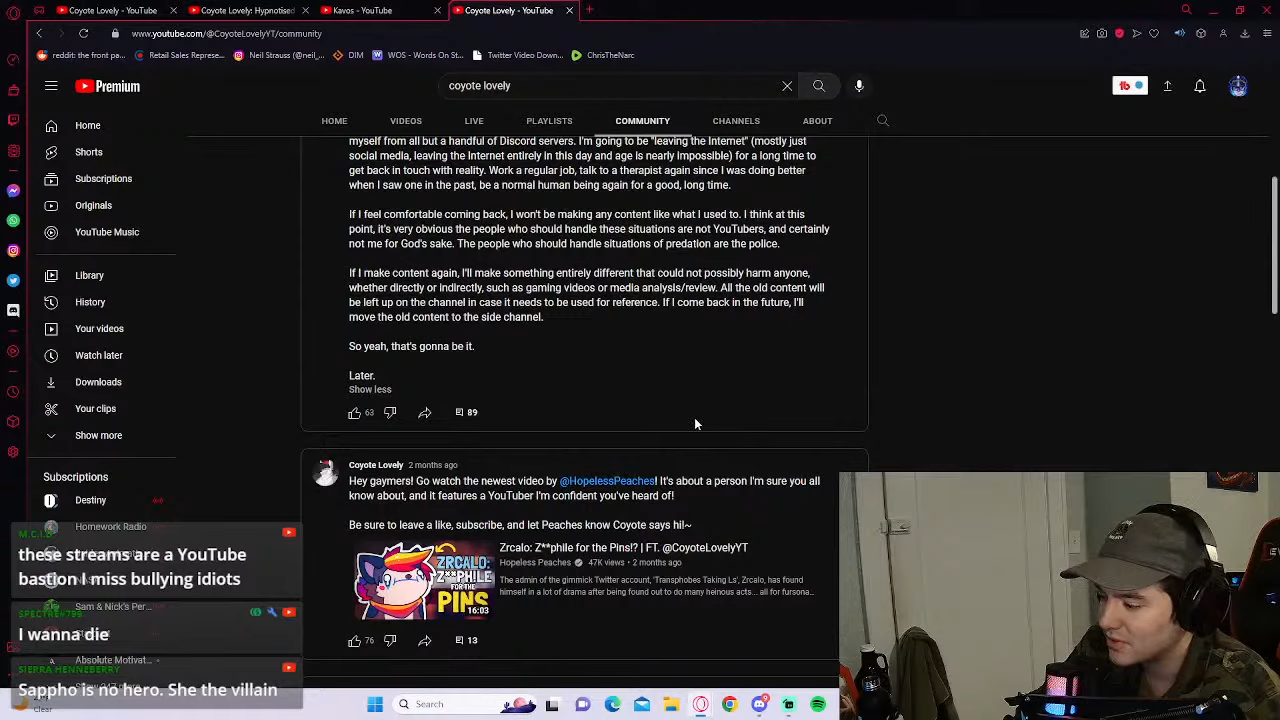 Coyote Lovely - YouTube
Coyote Lovely: Hypnotised
Kavos - YouTube
Coyote Lovely - YouTube
www.youtube.com/@CoyoteLovelyYT/community
reddit: the front pa...
Retail Sales Represe...
Neil Strauss (@neil_...
DIM
WOS - Words On St...
Twitter Video Down...
ChrisTheNarc
Premium
coyote lovely
HOME
VIDEOS
LIVE
PLAYLISTS
COMMUNITY
CHANNELS
ABOUT
Home
Shorts
Subscriptions
Originals
YouTube Music
Library
History
Your videos
Watch later
Downloads
Your clips
Show more
Subscriptions
Destiny
Homework Radio
Sam & Nick's Per...
Absolute Motivat...
myself from all but a handful of Discord servers. I'm going to be "leaving the Internet" (mostly just
social media, leaving the Internet entirely in this day and age is nearly impossible) for a long time to
get back in touch with reality. Work a regular job, talk to a therapist again since I was doing better
when I saw one in the past, be a normal human being again for a good, long time.
If I feel comfortable coming back, I won't be making any content like what I used to. I think at this
point, it's very obvious the people who should handle these situations are not YouTubers, and certainly
not me for God's sake. The people who should handle situations of predation are the police.
If I make content again, I'll make something entirely different that could not possibly harm anyone,
whether directly or indirectly, such as gaming videos or media analysis/review. All the old content will
be left up on the channel in case it needs to be used for reference. If I come back in the future, I'll
move the old content to the side channel.
So yeah, that's gonna be it.
Later.
Show less
63
89
Coyote Lovely 2 months ago
Hey gaymers! Go watch the newest video by @HopelessPeaches! It's about a person I'm sure you all
know about, and it features a YouTuber I'm confident you've heard of!
Be sure to leave a like, subscribe, and let Peaches know Coyote says hi!~
ZRCALO:
Z**PHILE
FOR THE
PINS
16:03
Zrcalo: Z**phile for the Pins!? | FT. @CoyoteLovelyYT
Hopeless Peaches 47K views • 2 months ago
The admin of the gimmick Twitter account, 'Transphobes Taking Ls', Zrcalo, has found
himself in a lot of drama after being found out to do many heinous acts... all for fursona...
76
13
M.C.I.B
these streams are a YouTube
bastion I miss bullying idiots
SPECTRE#799
I wanna die
SIERRA HENNEBERRY
Sappho is no hero. She the villain
Clear
Search